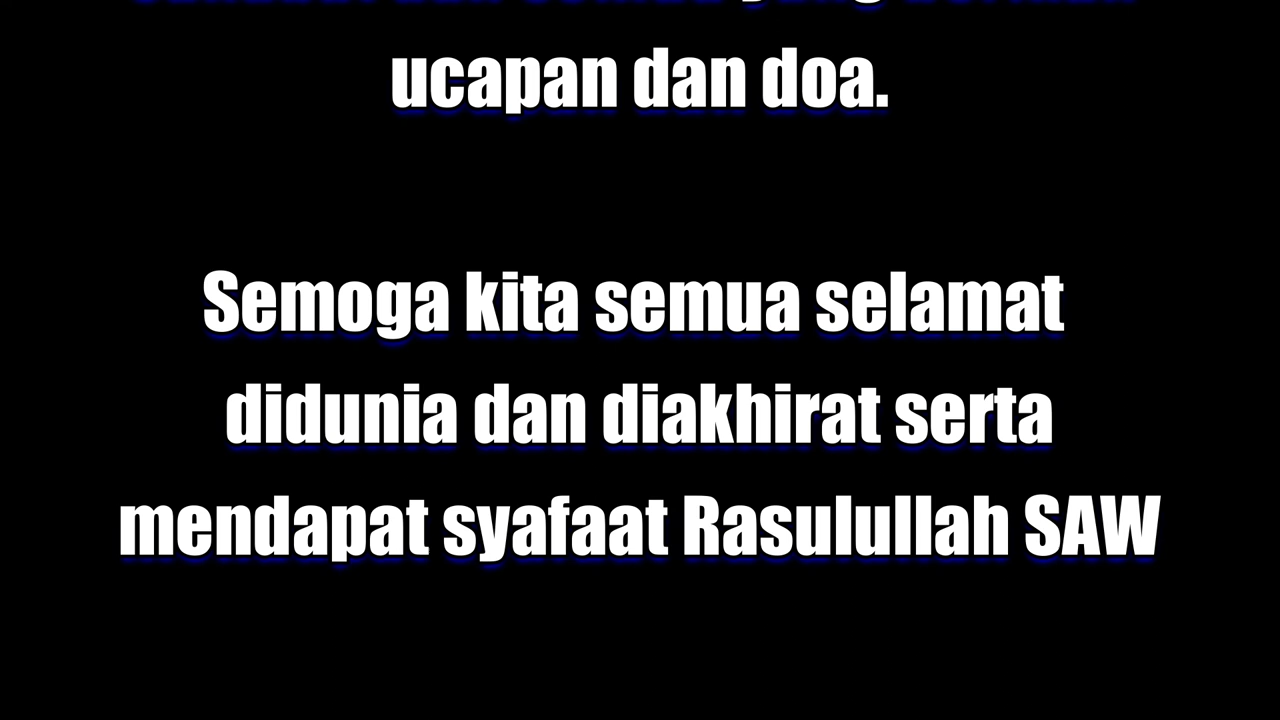 ucapan dan doa.
Semoga kita semua selamat
didunia dan diakhirat serta
mendapat syafaat Rasulullah SAW